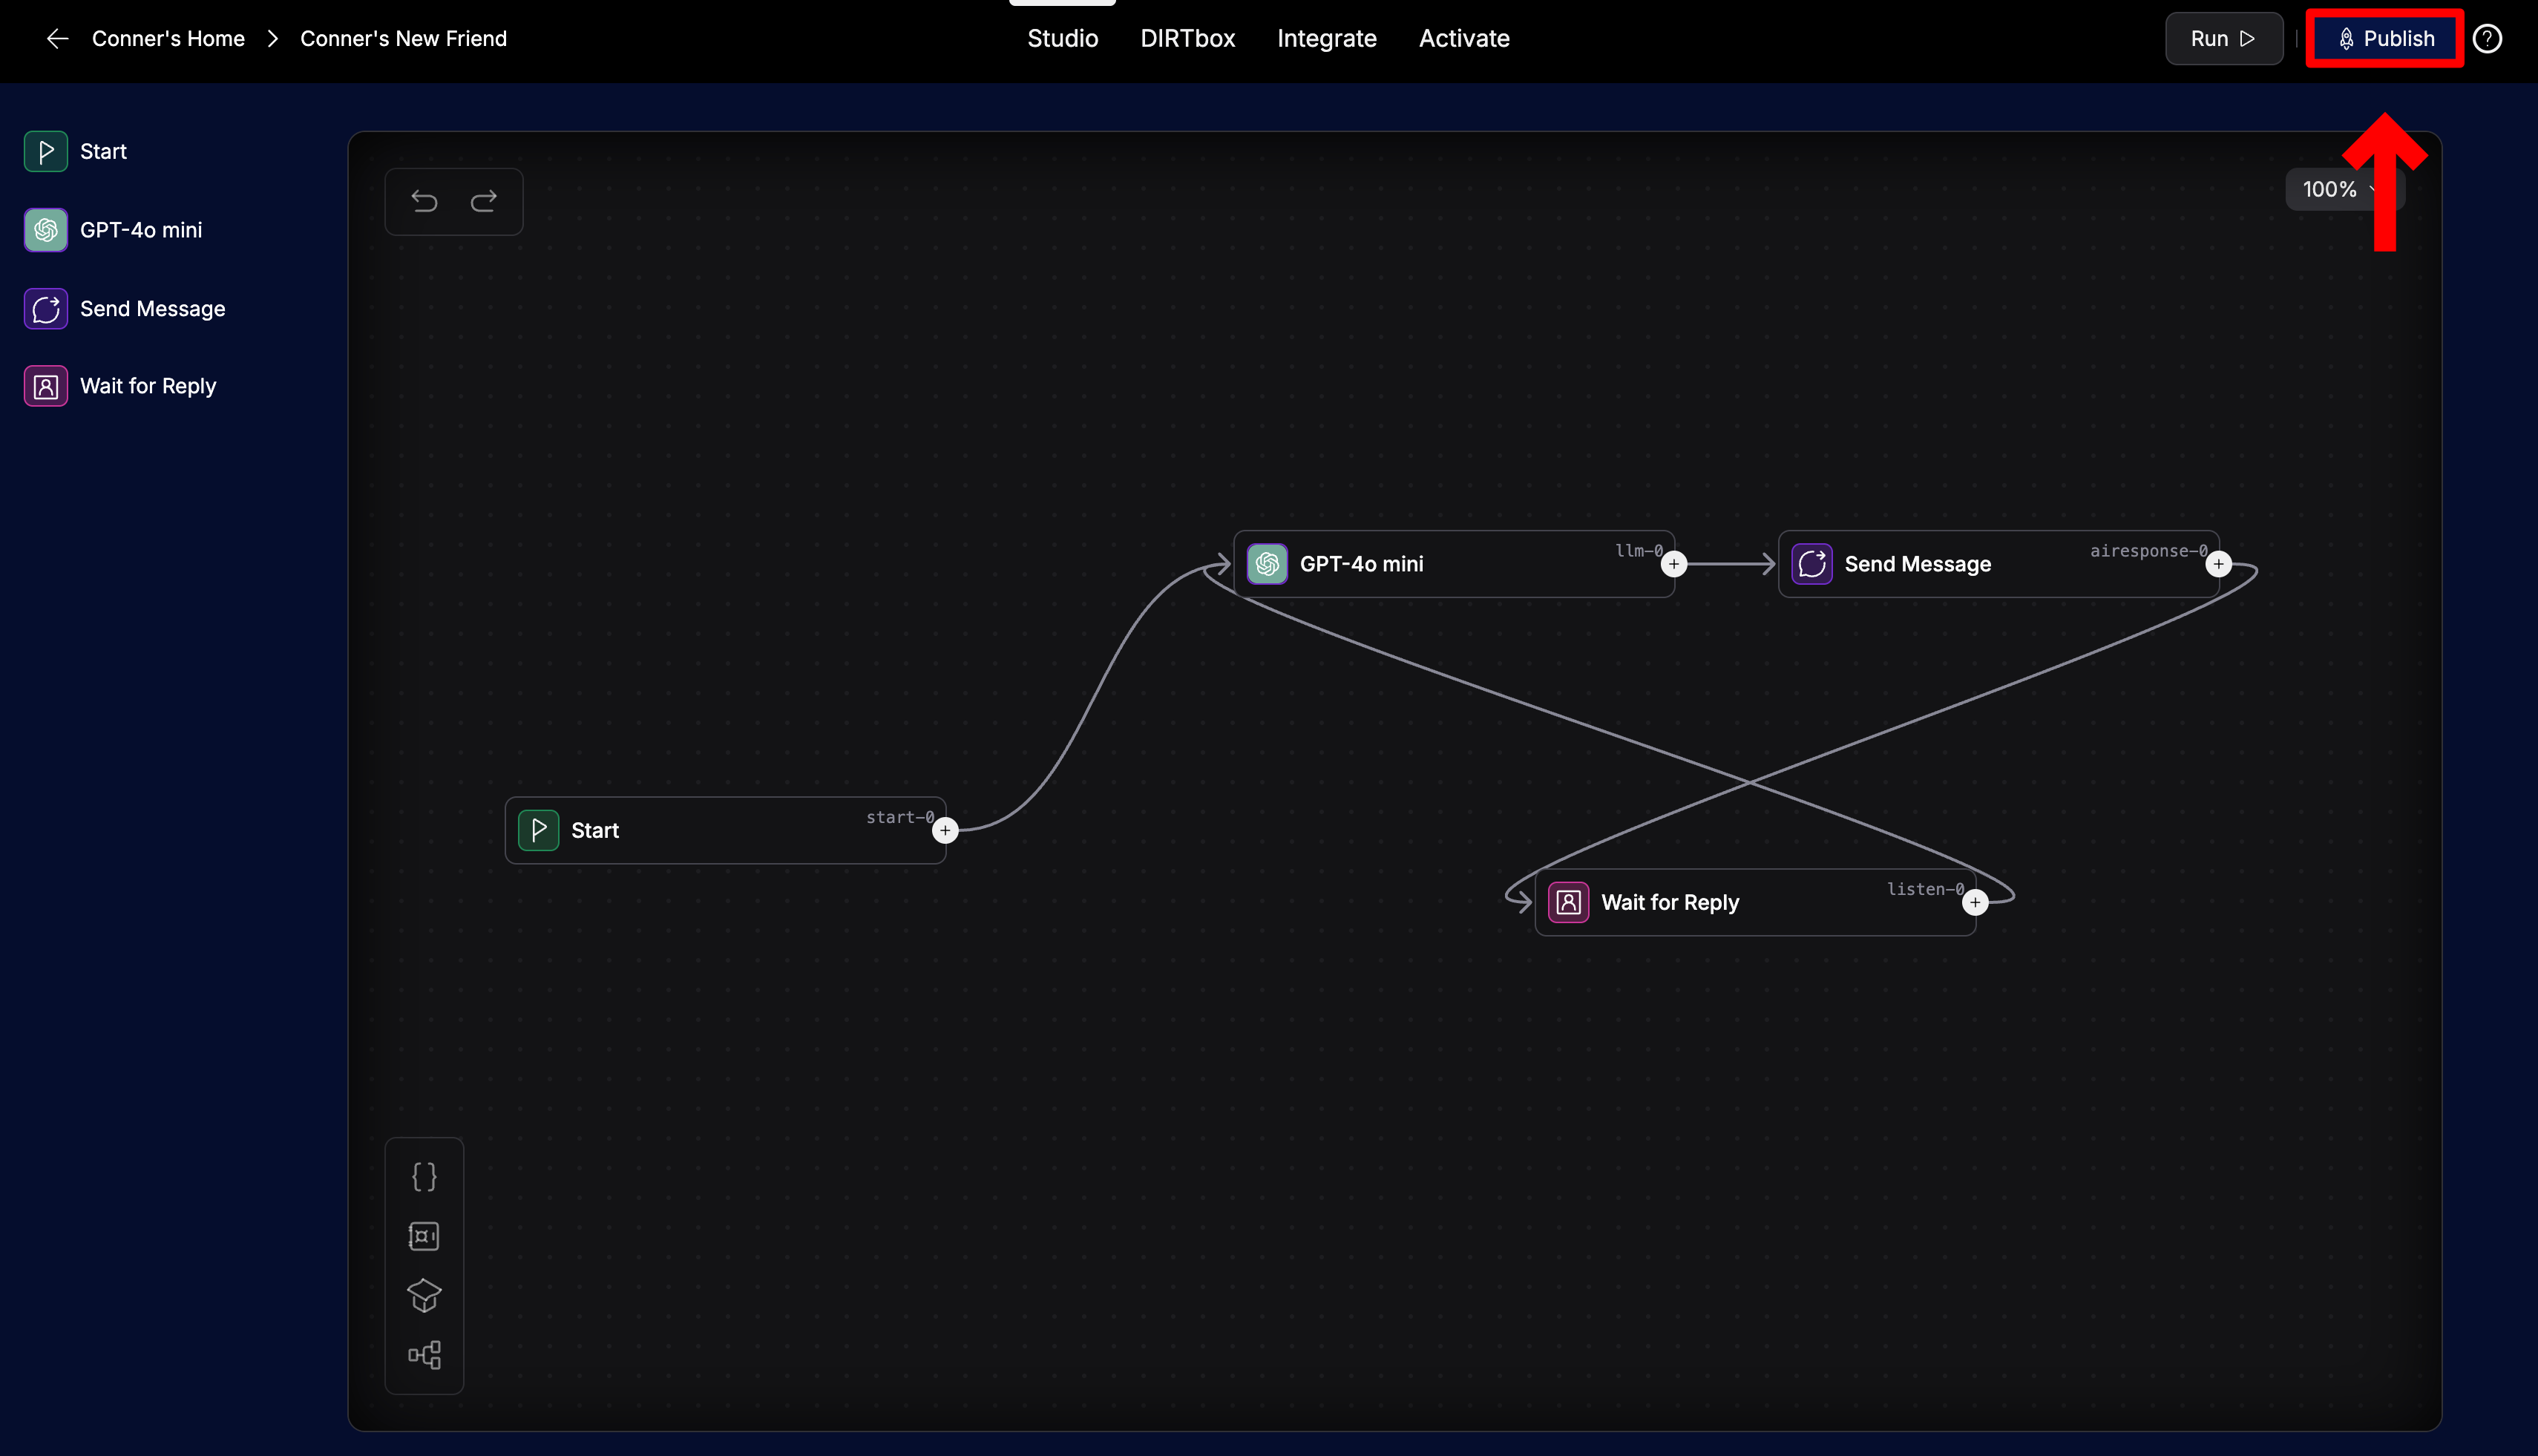 Conner's Home
Conner's New Friend
Studio
DIRTbox
Integrate
Activate
Run
Publish
Start
GPT-4o mini
Send Message
Wait for Reply
100%
GPT-4o mini
llm-0
Send Message
airesponse-0
Start
start-0
Wait for Reply
listen-0